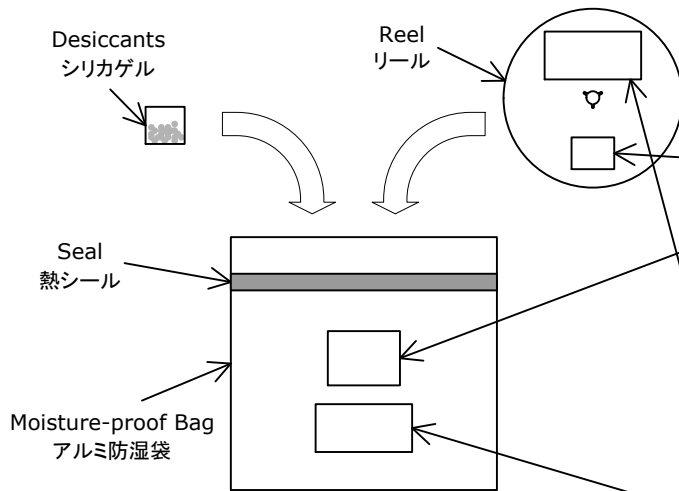 Desiccants
シリカゲル
Reel
リール
Seal
熱シール
Moisture-proof Bag
アルミ防湿袋